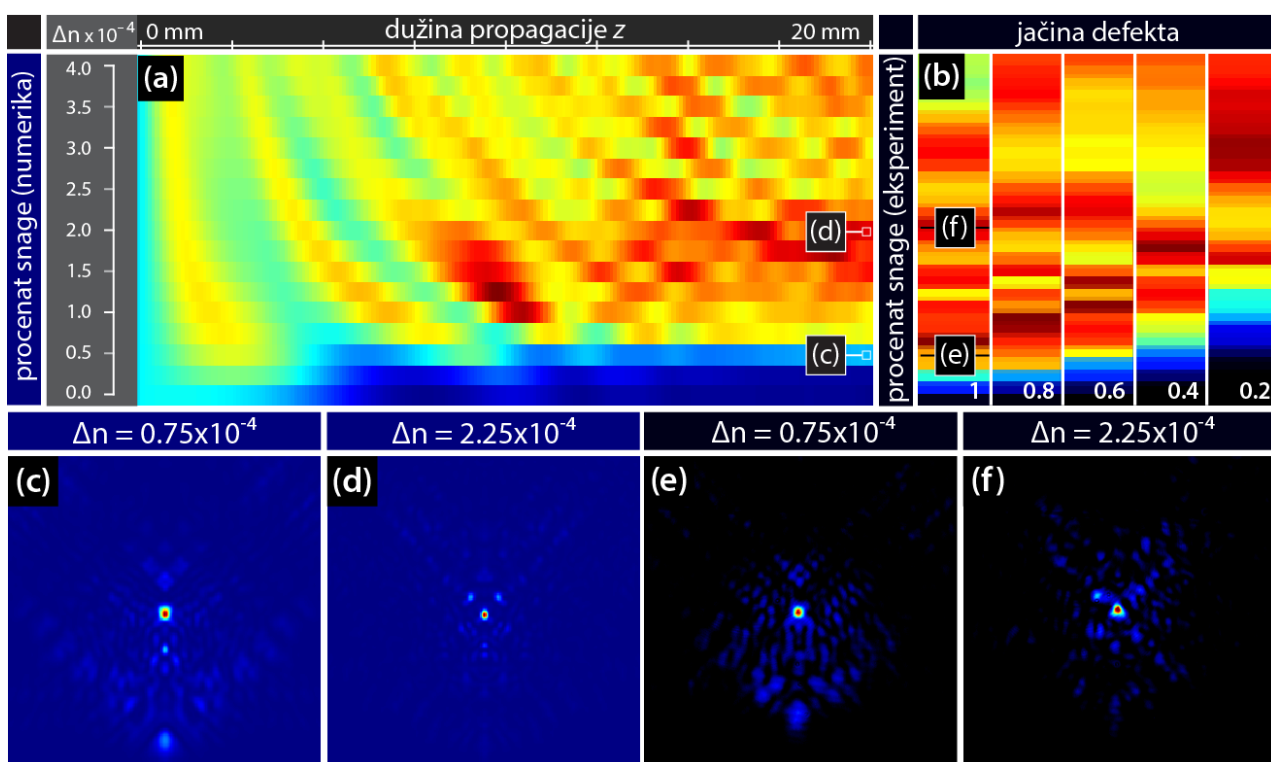 Δn x 10⁻⁴ 0 mm dužina propagacije z 20 mm
jačina defekta
procenat snage (numerika)
4.0
3.5
3.0
2.5
2.0
1.5
1.0
0.5
0.0
(a)
(d)
(c)
procenat snage (eksperiment)
(b)
(f)
(e)
1 0.8 0.6 0.4 0.2
Δn = 0.75x10⁻⁴ Δn = 2.25x10⁻⁴ Δn = 0.75x10⁻⁴ Δn = 2.25x10⁻⁴
(c) (d) (e) (f)